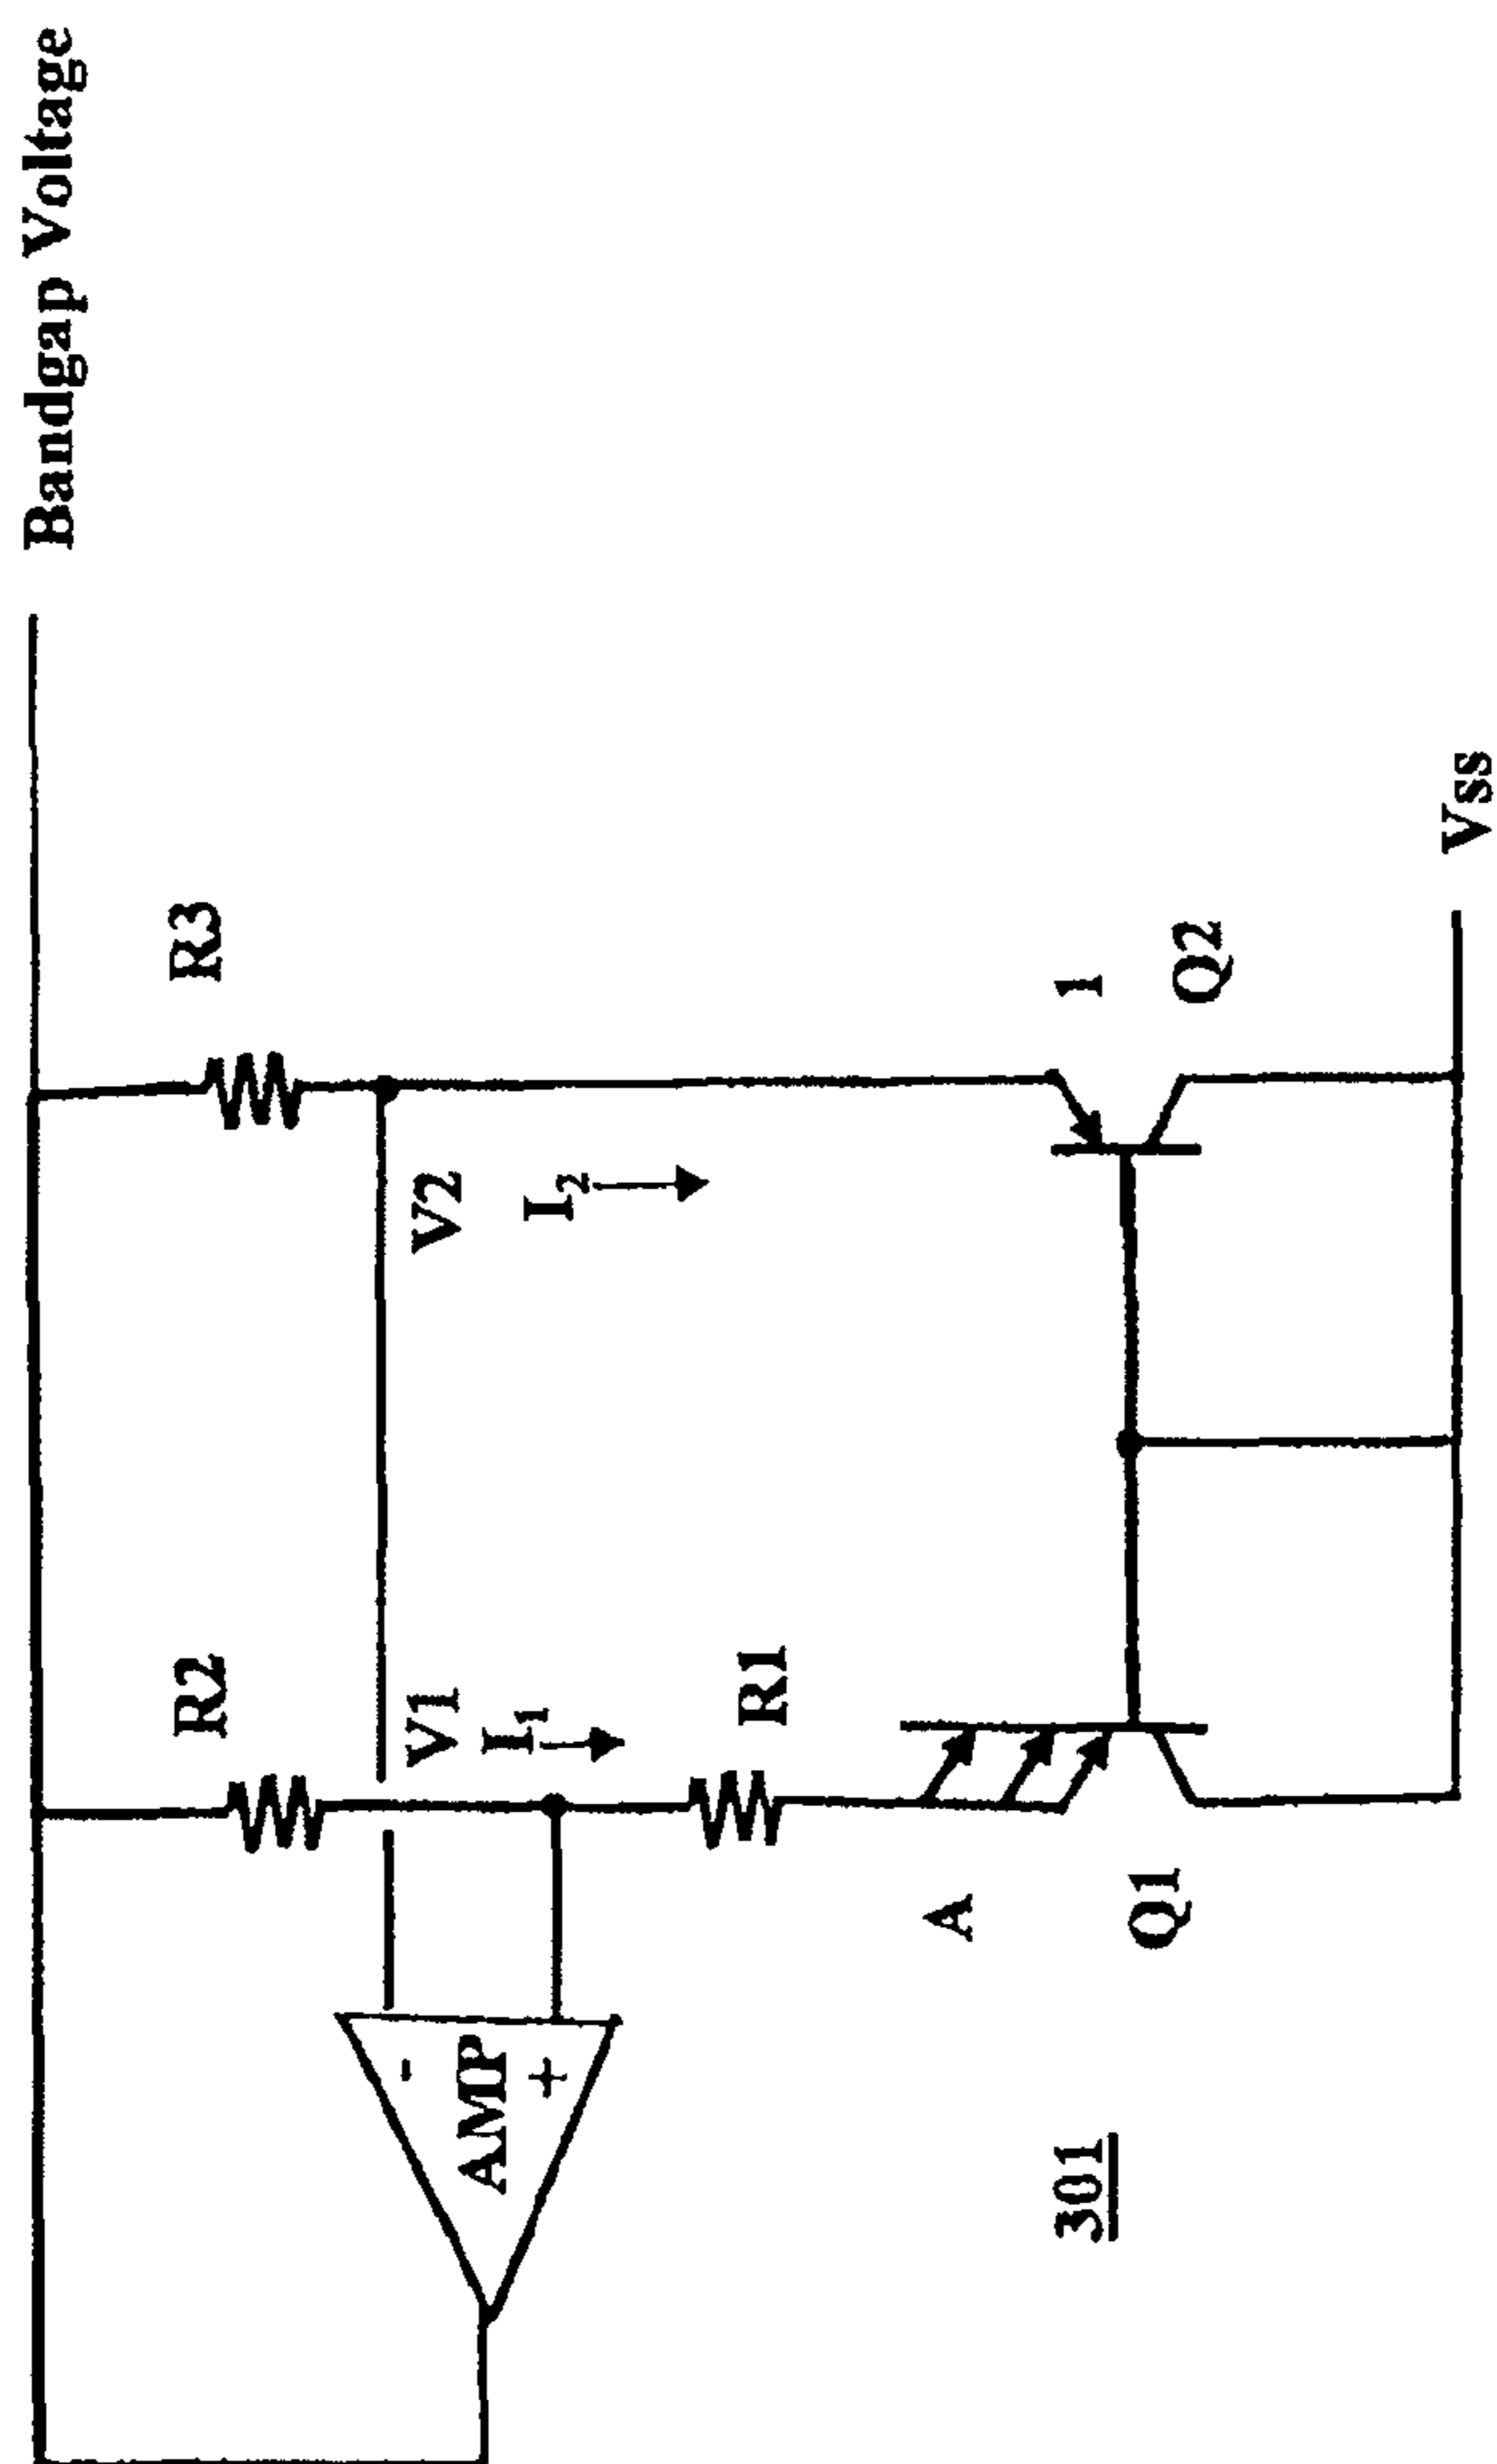 Bandgap Voltage
R2
R3
V1
V2
I1
I2
-
AMP
+
R1
A
1
Q1
Q2
301
Vss